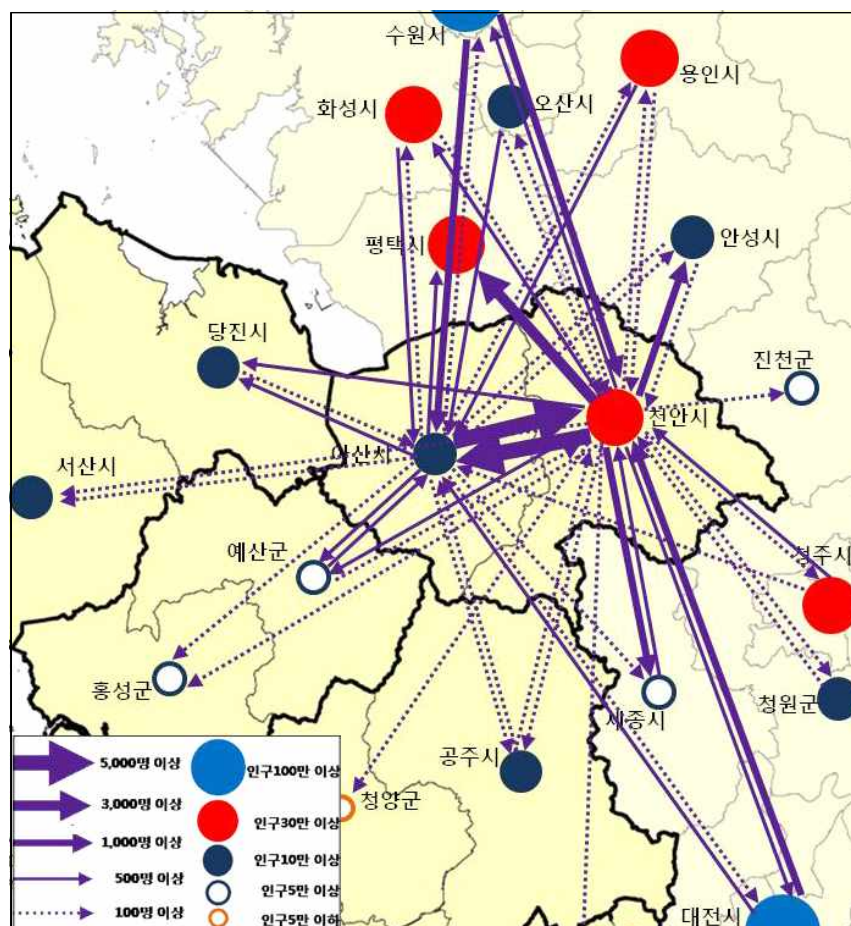 수원시
용인시
화성시
오산시
평택시
안성시
당진시
진천군
천안시
아산시
서산시
예산군
청주시
홍성군
세종시
청원군
공주시
청양군
대전시
5,000명 이상
3,000명 이상
1,000명 이상
500명 이상
100명 이상
인구100만 이상
인구30만 이상
인구10만 이상
인구5만 이상
인구5만 이하